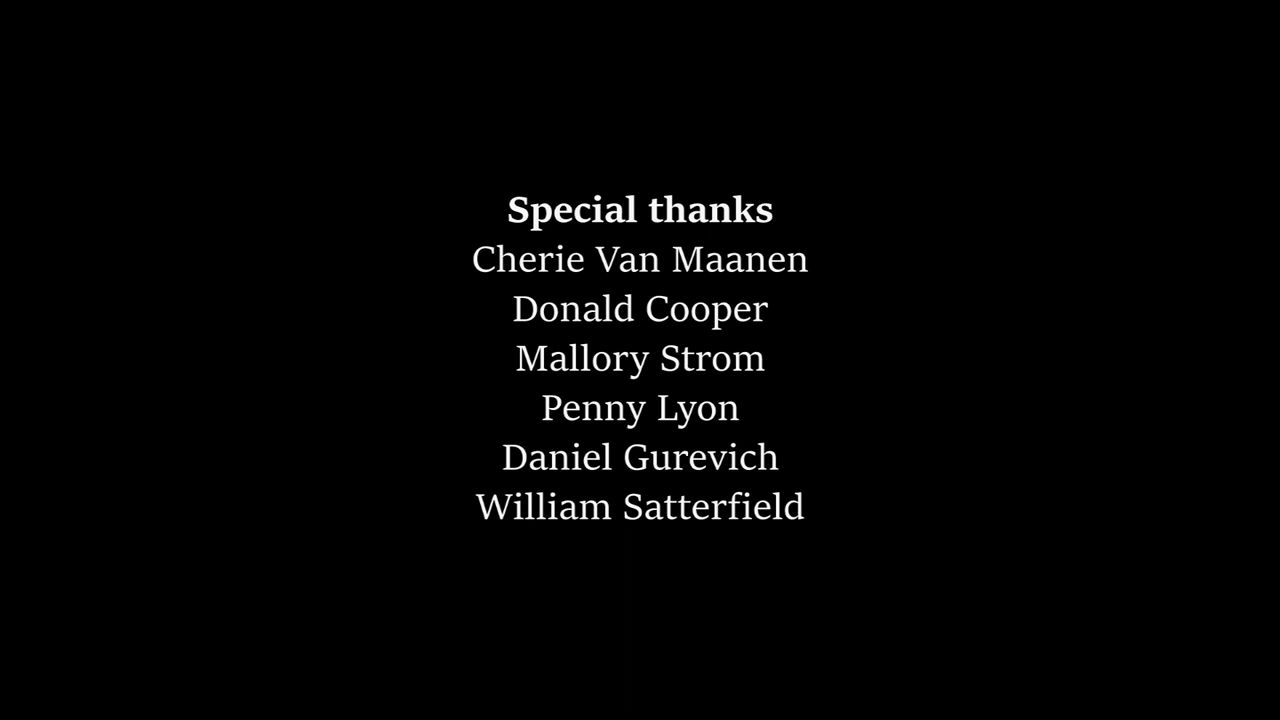 Special thanks
Cherie Van Maanen
Donald Cooper
Mallory Strom
Penny Lyon
Daniel Gurevich
William Satterfield